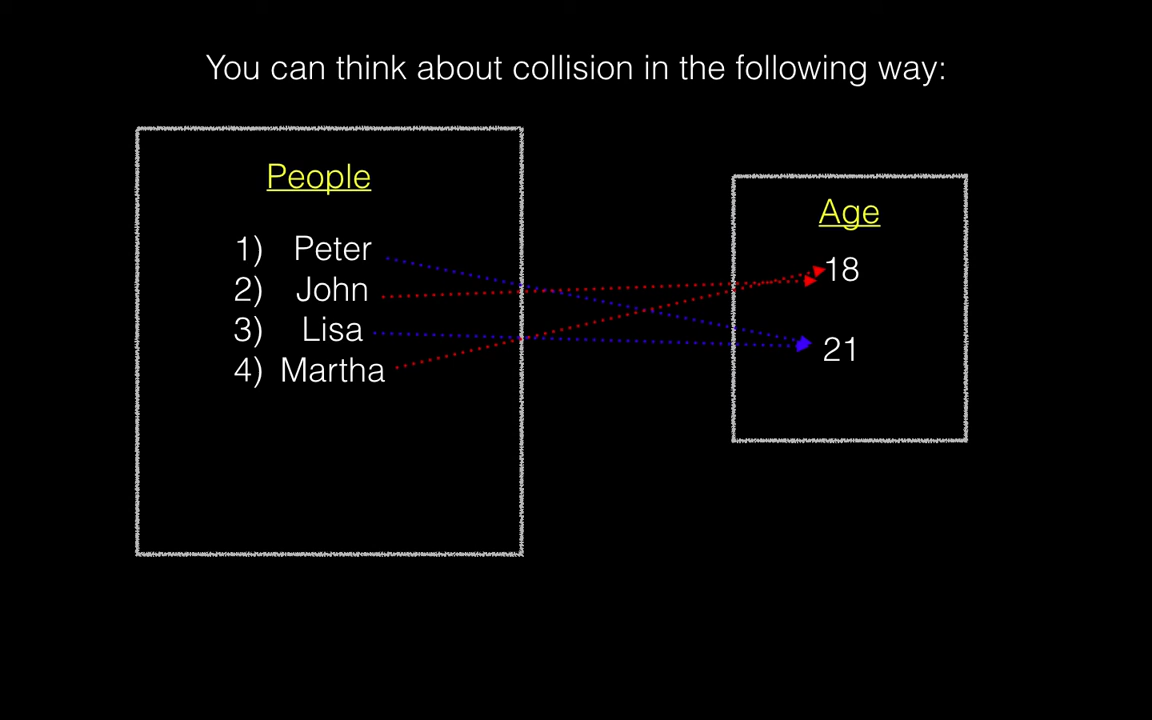 You can think about collision in the following way:
People
1) Peter
2) John
3) Lisa
4) Martha
Age
18
21